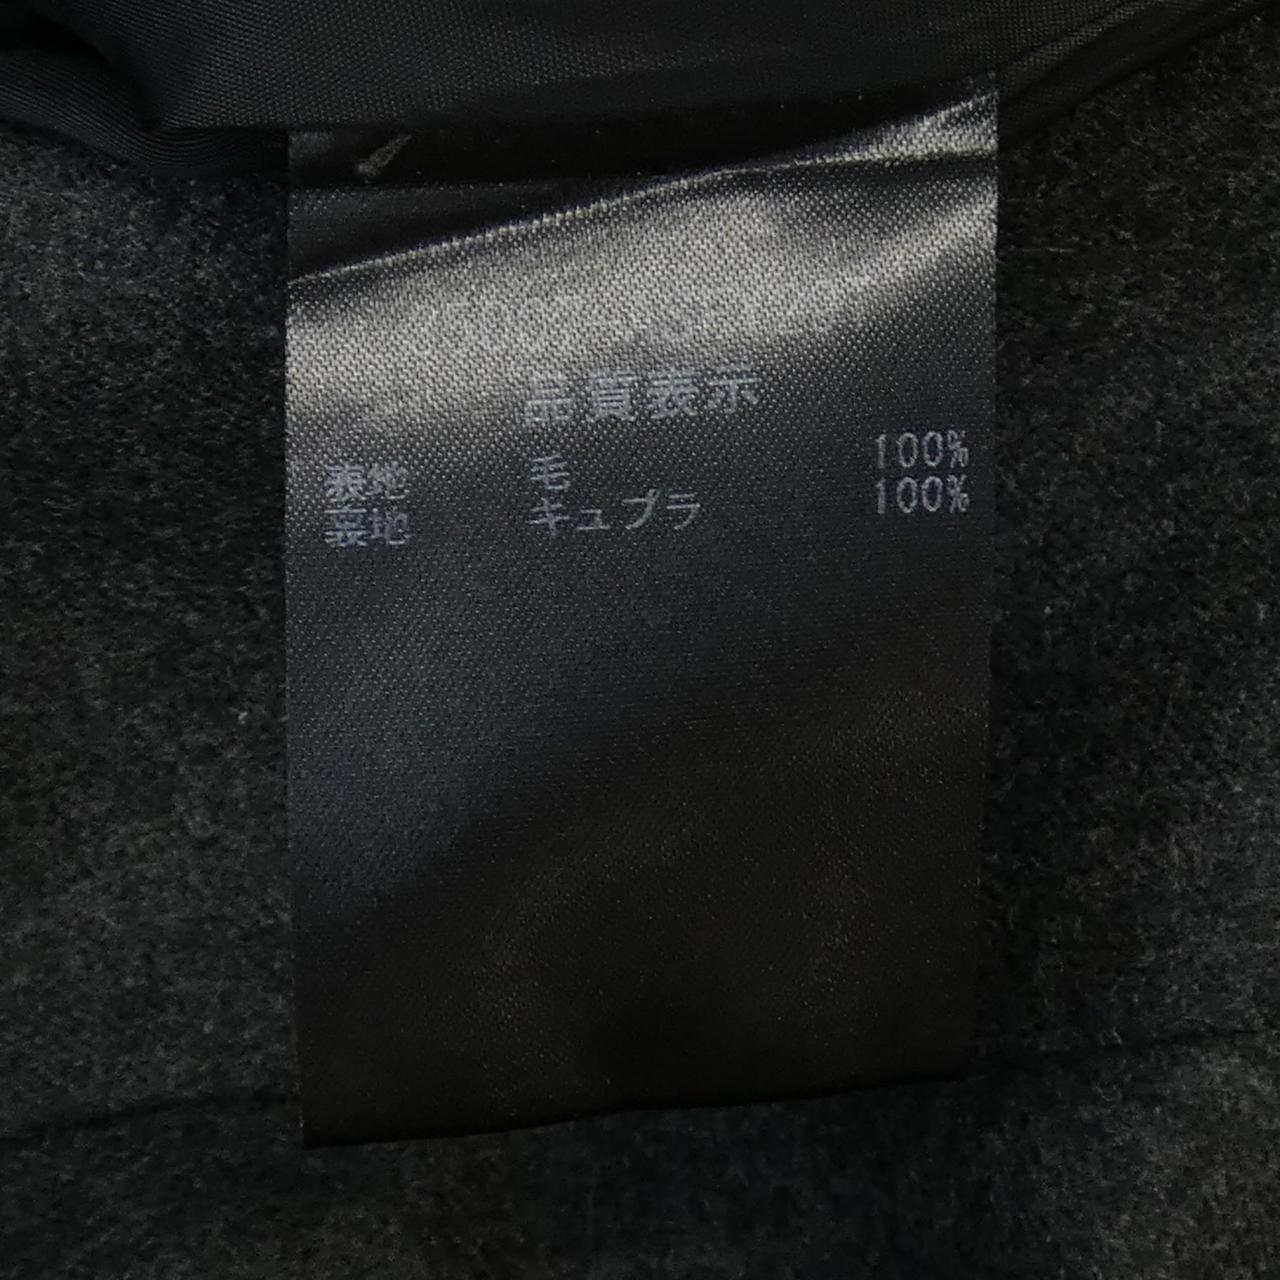 品質表示
表地 毛 100%
裏地 キュプラ 100%